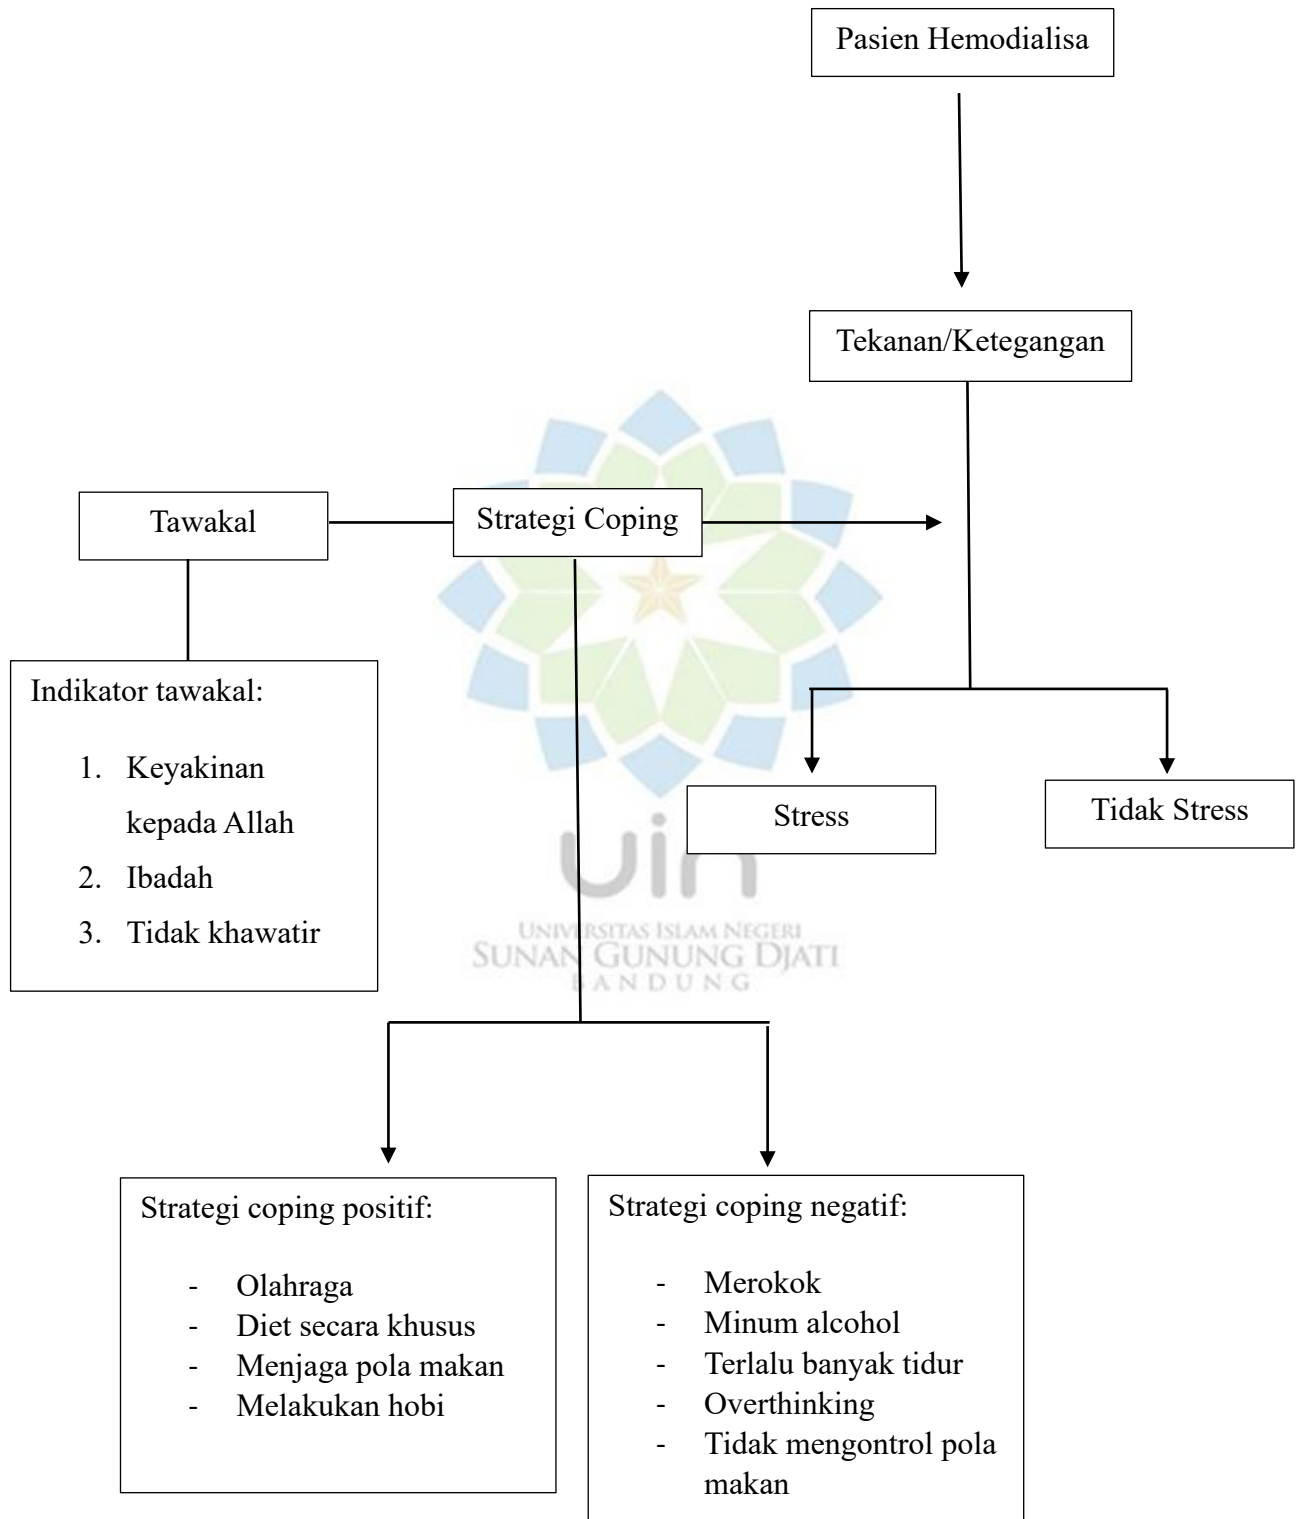 Pasien Hemodialisa
Tekanan/Ketegangan
Tawakal
Strategi Coping
Indikator tawakal:
1. Keyakinan
kepada Allah
2. Ibadah
3. Tidak khawatir
Stress
Tidak Stress
uin
UNIVERSITAS ISLAM NEGERI
SUNAN GUNUNG DJATI
BANDUNG
Strategi coping positif:
- Olahraga
- Diet secara khusus
- Menjaga pola makan
- Melakukan hobi
Strategi coping negatif:
- Merokok
- Minum alcohol
- Terlalu banyak tidur
- Overthinking
- Tidak mengontrol pola
makan